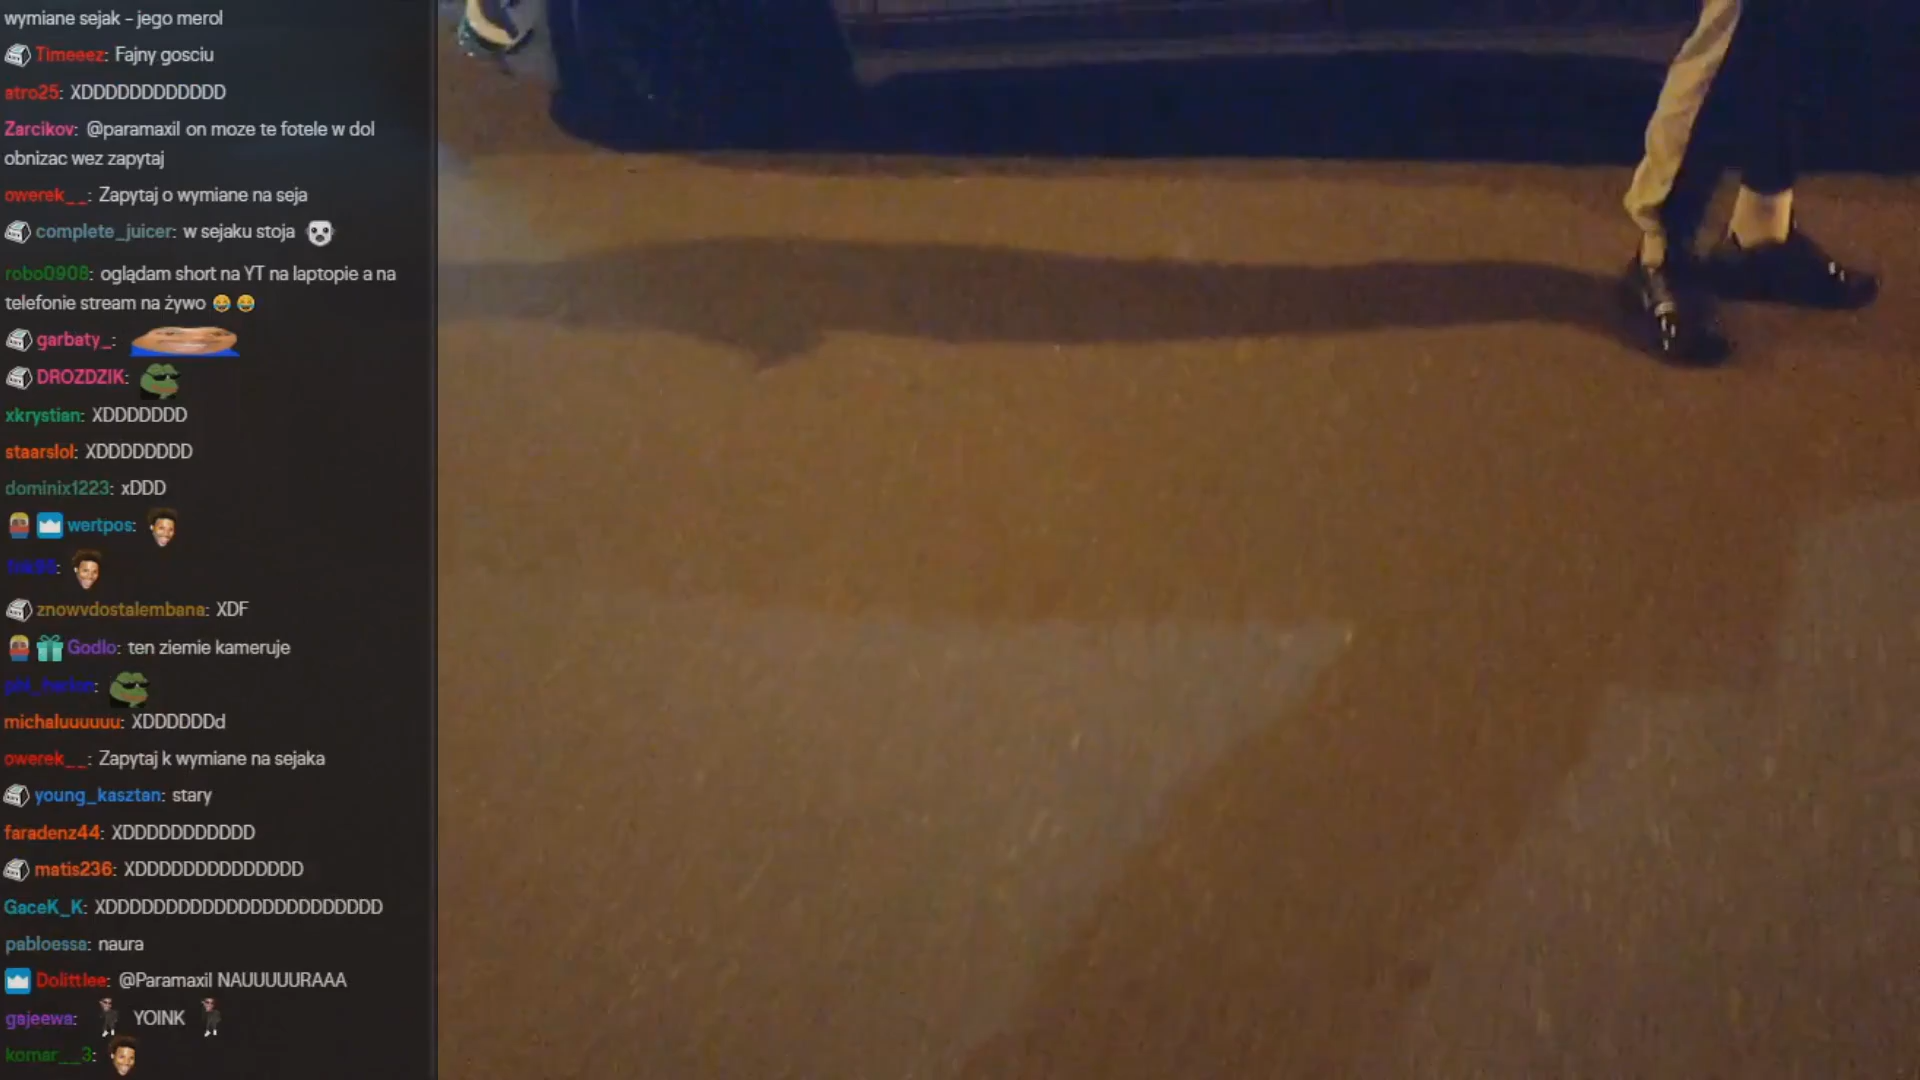 wymiane sejak - jego merol
Timeeez: Fajny gosciu
atro25: XDDDDDDDDDDDD
Zarcikov: @paramaxil on moze te fotele w dol
obnizac wez zapytaj
owerek__: Zapytaj o wymiane na seja
complete_juicer: w sejaku stoja
robo0908: oglądam short na YT na laptopie a na
telefonie stream na żywo 😂 😂
garbaty_:
DROZDZIK:
xkrystian: XDDDDDDD
staarslol: XDDDDDDDD
dominix1223: xDDD
wertpos:
znowvdostalembana: XDF
Godlo: ten ziemie kameruje
michaluuuuuu: XDDDDDDd
owerek__: Zapytaj k wymiane na sejaka
young_kasztan: stary
faradenz44: XDDDDDDDDDDD
matis236: XDDDDDDDDDDDDDD
GaceK_K: XDDDDDDDDDDDDDDDDDDDDDD
pabloessa: naura
Dolittlee: @Paramaxil NAUUUUURAAA
gajeewa: YOINK
komar__3: